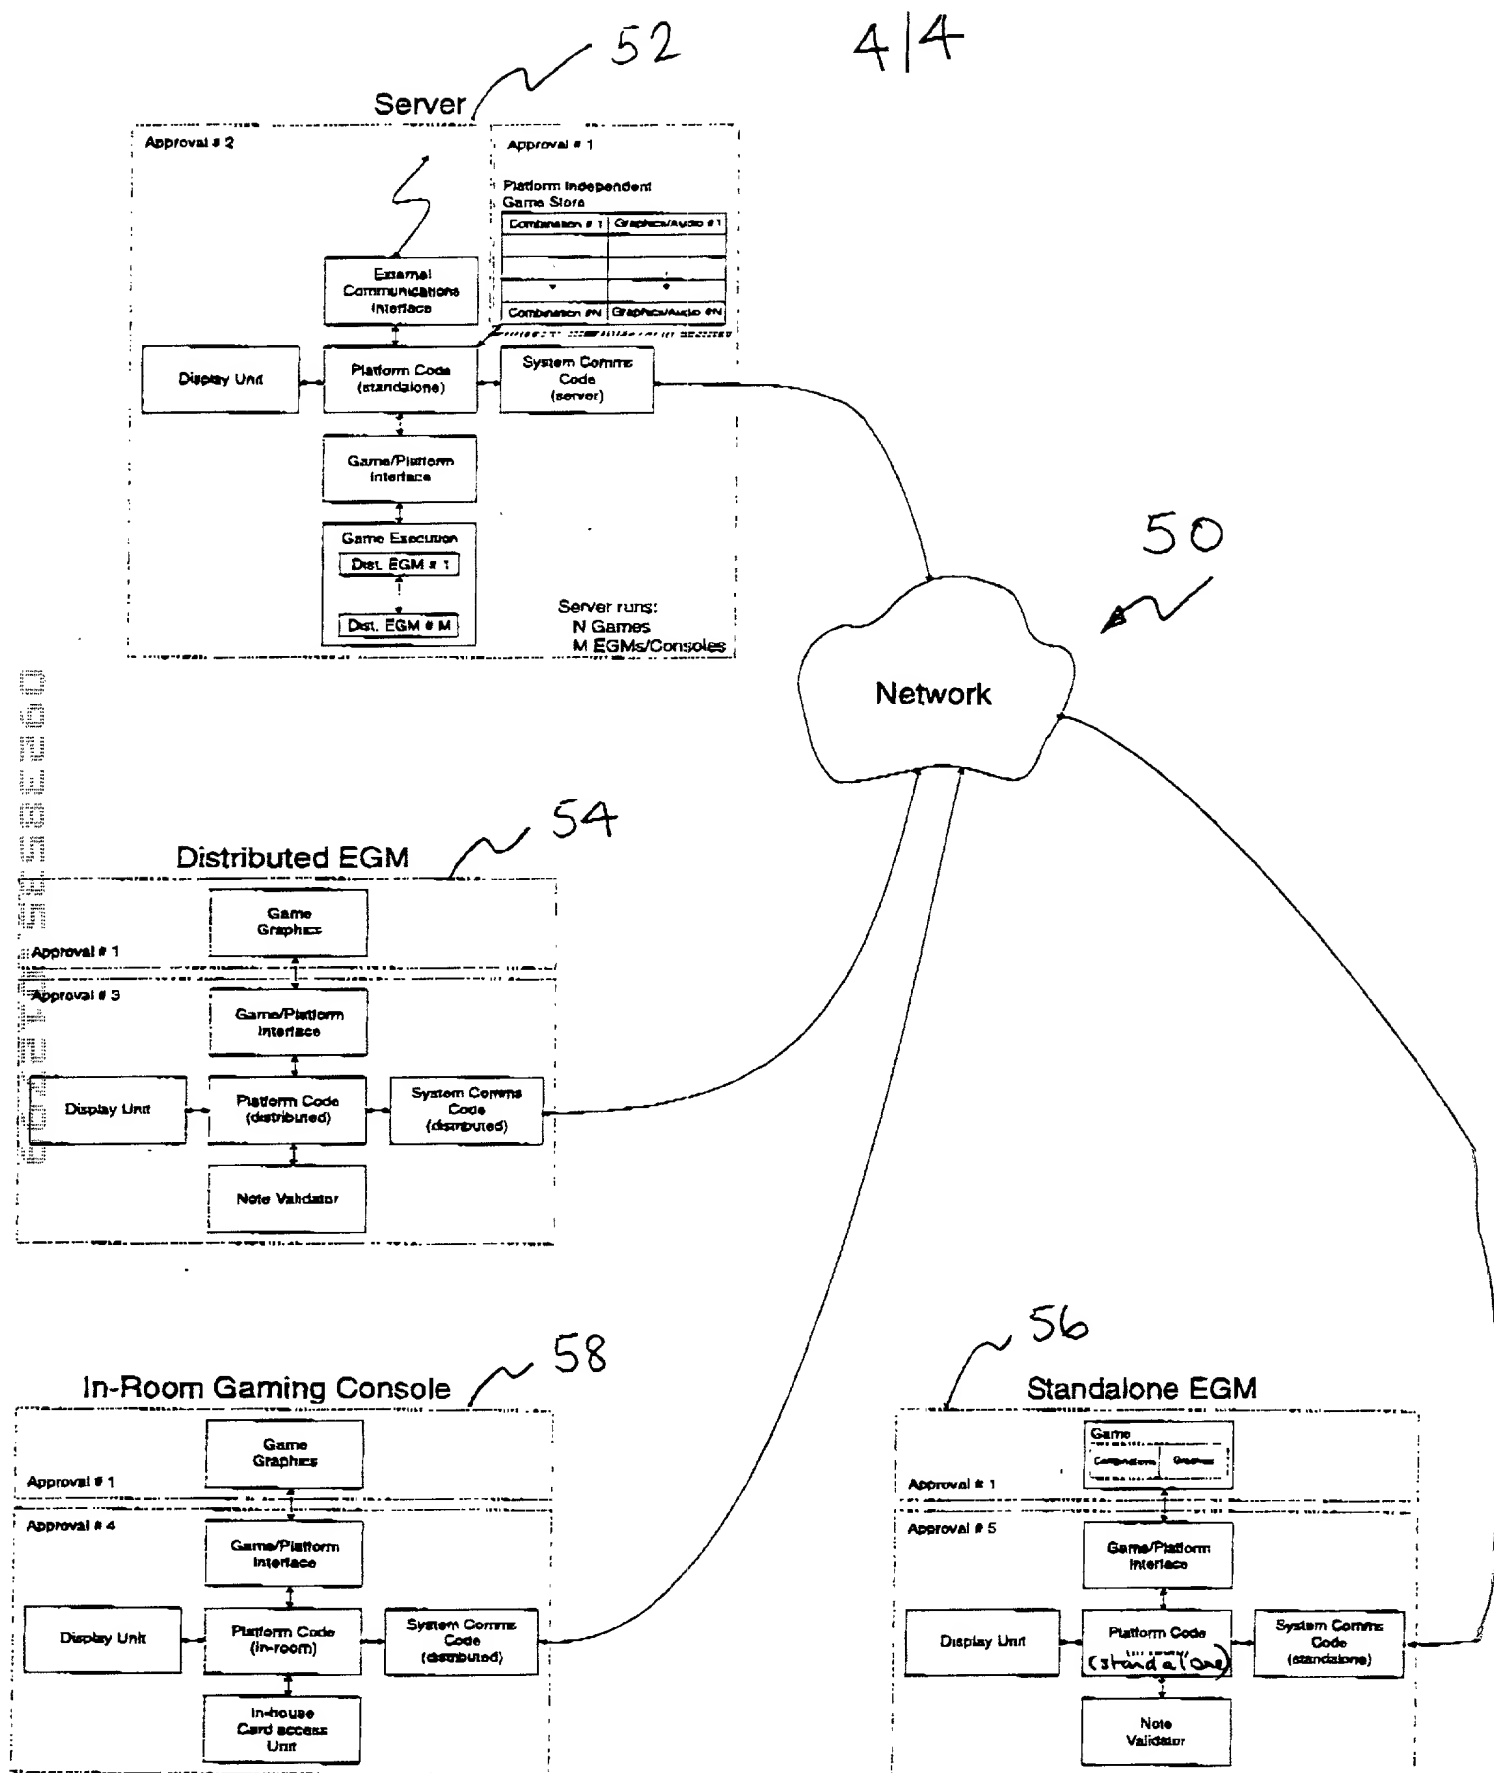 52
4/4
Server
Approval # 2
Approval # 1
Platform Independent
Game Store
Combination # 1
Graphics/Audio #1
External
Communications
Interface
Combination #N
Graphics/Audio #N
Display Unit
Platform Code
(standalone)
System Comms
Code
(server)
Game/Platform
Interface
Game Execution
Dist. EGM # 1
Dist. EGM # M
Server runs:
N Games
M EGMs/Consoles
50
Network
54
Distributed EGM
Game
Graphics
Approval # 1
Approval # 3
Game/Platform
Interface
Display Unit
Platform Code
(distributed)
System Comms
Code
(distributed)
Note Validator
58
In-Room Gaming Console
Game
Graphics
Approval # 1
Approval # 4
Game/Platform
Interface
Display Unit
Platform Code
(in-room)
System Comms
Code
(distributed)
In-house
Card access
Unit
56
Standalone EGM
Game
Combinations
Graphics
Approval # 1
Approval # 5
Game/Platform
Interface
Display Unit
Platform Code
(standalone)
System Comms
Code
(standalone)
Note
Validator